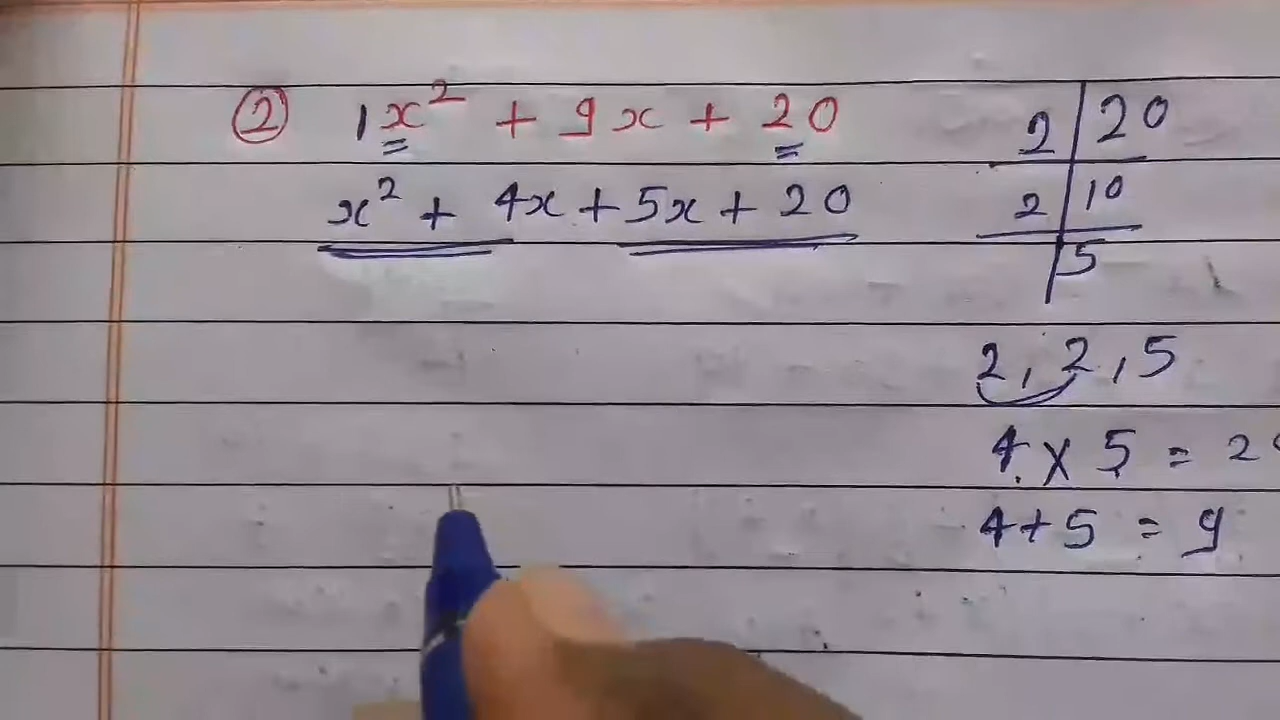 ② 1x² + 9x + 20
x² + 4x + 5x + 20
2 | 20
2 | 10
| 5
2, 2, 5
4 × 5 = 2
4 + 5 = 9